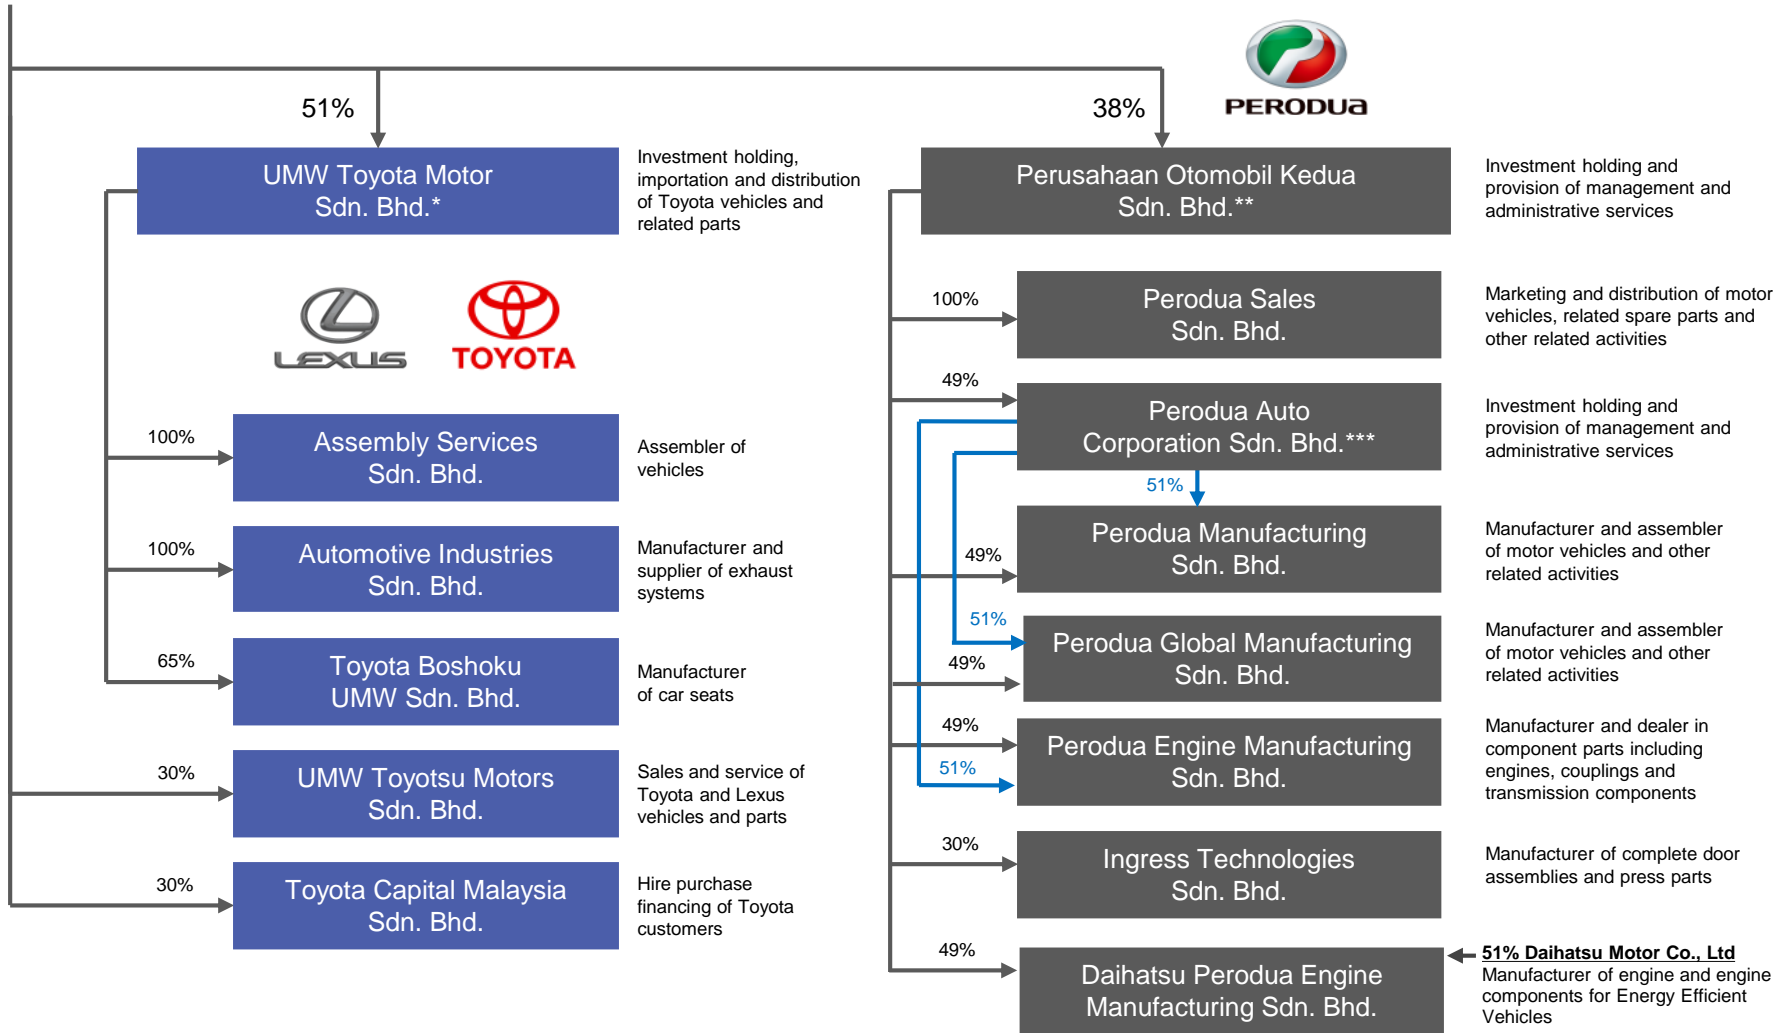 51%
UMW Toyota Motor
Sdn. Bhd.*
Investment holding,
importation and distribution
of Toyota vehicles and
related parts
LEXUS
TOYOTA
100%
Assembly Services
Sdn. Bhd.
Assembler of
vehicles
100%
Automotive Industries
Sdn. Bhd.
Manufacturer and
supplier of exhaust
systems
65%
Toyota Boshoku
UMW Sdn. Bhd.
Manufacturer
of car seats
30%
UMW Toyotsu Motors
Sdn. Bhd.
Sales and service of
Toyota and Lexus
vehicles and parts
30%
Toyota Capital Malaysia
Sdn. Bhd.
Hire purchase
financing of Toyota
customers
PERODUA
38%
Perusahaan Otomobil Kedua
Sdn. Bhd.**
Investment holding and
provision of management and
administrative services
100%
Perodua Sales
Sdn. Bhd.
Marketing and distribution of motor
vehicles, related spare parts and
other related activities
49%
Perodua Auto
Corporation Sdn. Bhd.***
Investment holding and
provision of management and
administrative services
51%
49%
Perodua Manufacturing
Sdn. Bhd.
Manufacturer and assembler
of motor vehicles and other
related activities
51%
49%
Perodua Global Manufacturing
Sdn. Bhd.
Manufacturer and assembler
of motor vehicles and other
related activities
49%
51%
Perodua Engine Manufacturing
Sdn. Bhd.
Manufacturer and dealer in
component parts including
engines, couplings and
transmission components
30%
Ingress Technologies
Sdn. Bhd.
Manufacturer of complete door
assemblies and press parts
49%
Daihatsu Perodua Engine
Manufacturing Sdn. Bhd.
51% Daihatsu Motor Co., Ltd
Manufacturer of engine and engine
components for Energy Efficient
Vehicles